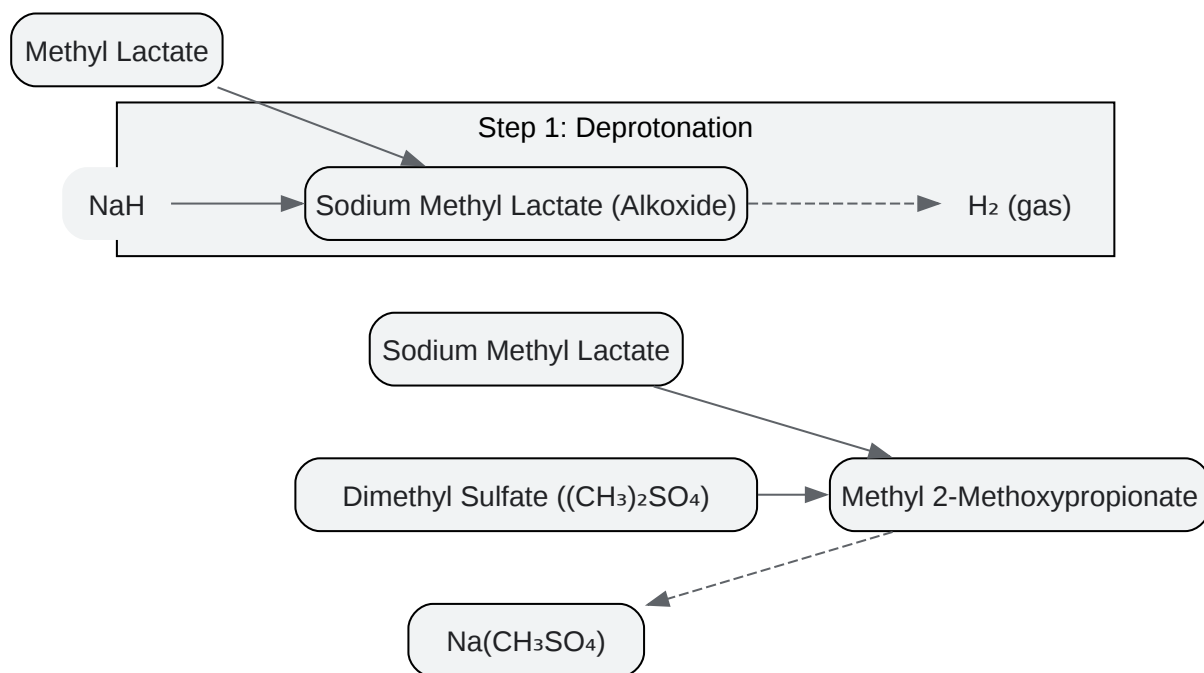 Methyl Lactate
Step 1: Deprotonation
NaH
Sodium Methyl Lactate (Alkoxide)
H₂ (gas)
Sodium Methyl Lactate
Dimethyl Sulfate ((CH₃)₂SO₄)
Methyl 2-Methoxypropionate
Na(CH₃SO₄)